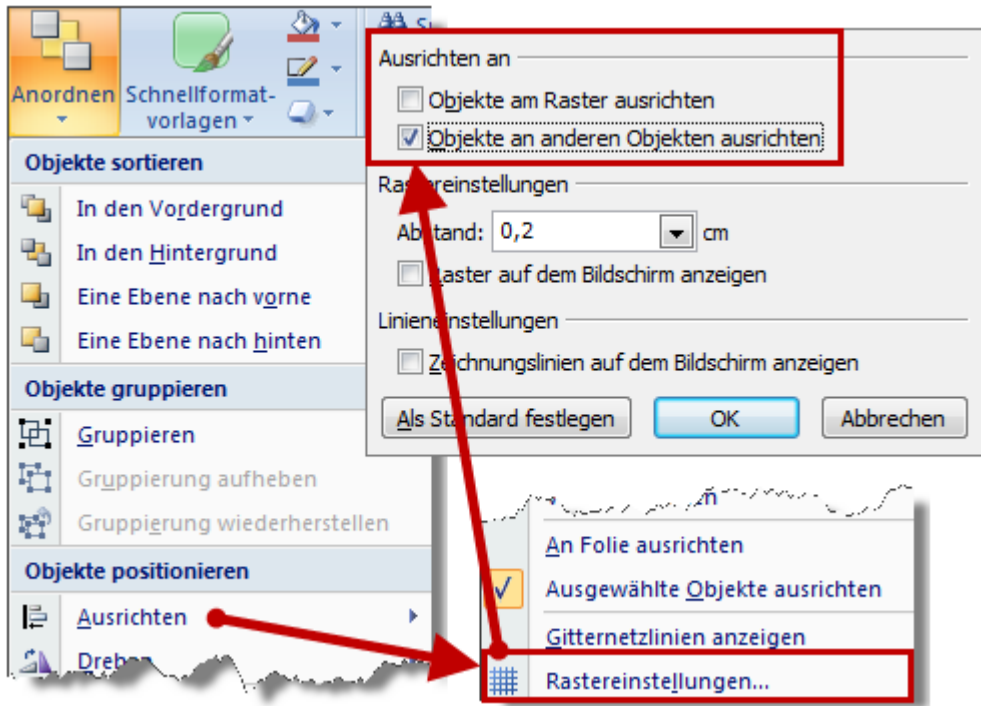 Anordnen
Schnellformat-
vorlagen
Objekte sortieren
In den Vordergrund
In den Hintergrund
Eine Ebene nach vorne
Eine Ebene nach hinten
Objekte gruppieren
Gruppieren
Gruppierung aufheben
Gruppierung wiederherstellen
Objekte positionieren
Ausrichten
Drehen
Ausrichten an
Objekte am Raster ausrichten
Objekte an anderen Objekten ausrichten
Rastereinstellungen
Abstand: 0,2 cm
Raster auf dem Bildschirm anzeigen
Linieneinstellungen
Zeichnungslinien auf dem Bildschirm anzeigen
Als Standard festlegen
OK
Abbrechen
An Folie ausrichten
Ausgewählte Objekte ausrichten
Gitternetzlinien anzeigen
Rastereinstellungen...